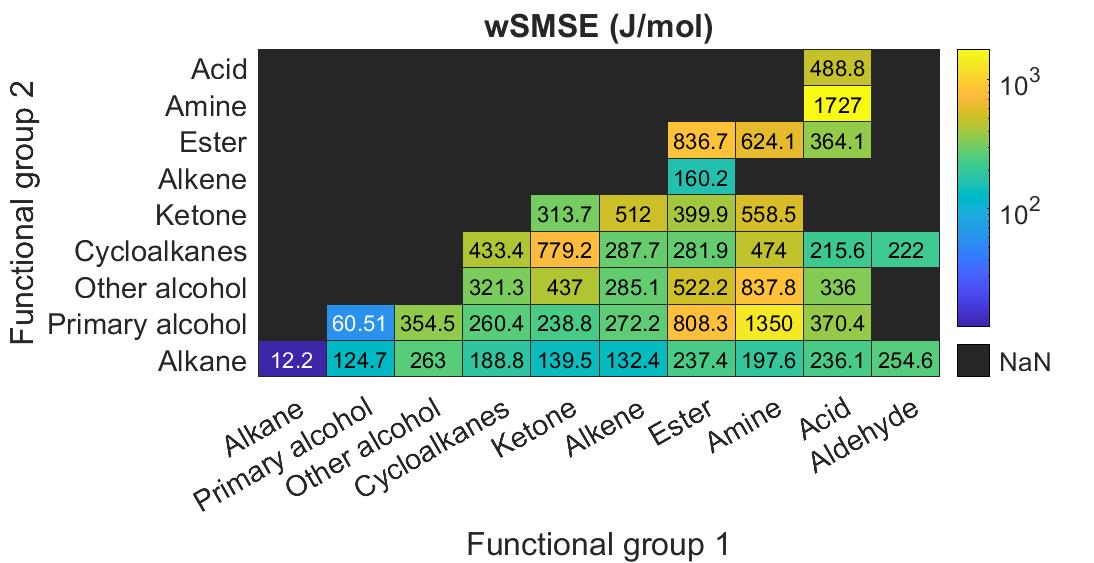 wSMSE (J/mol)
Functional group 2
Acid 488.8
Amine 1727
Ester 836.7 624.1 364.1
Alkene 160.2
Ketone 313.7 512 399.9 558.5
Cycloalkanes 433.4 779.2 287.7 281.9 474 215.6 222
Other alcohol 321.3 437 285.1 522.2 837.8 336
Primary alcohol 60.51 354.5 260.4 238.8 272.2 808.3 1350 370.4
Alkane 12.2 124.7 263 188.8 139.5 132.4 237.4 197.6 236.1 254.6
10³
10²
NaN
Alkane
Primary alcohol
Other alcohol
Cycloalkanes
Ketone
Alkene
Ester
Amine
Acid
Aldehyde
Functional group 1